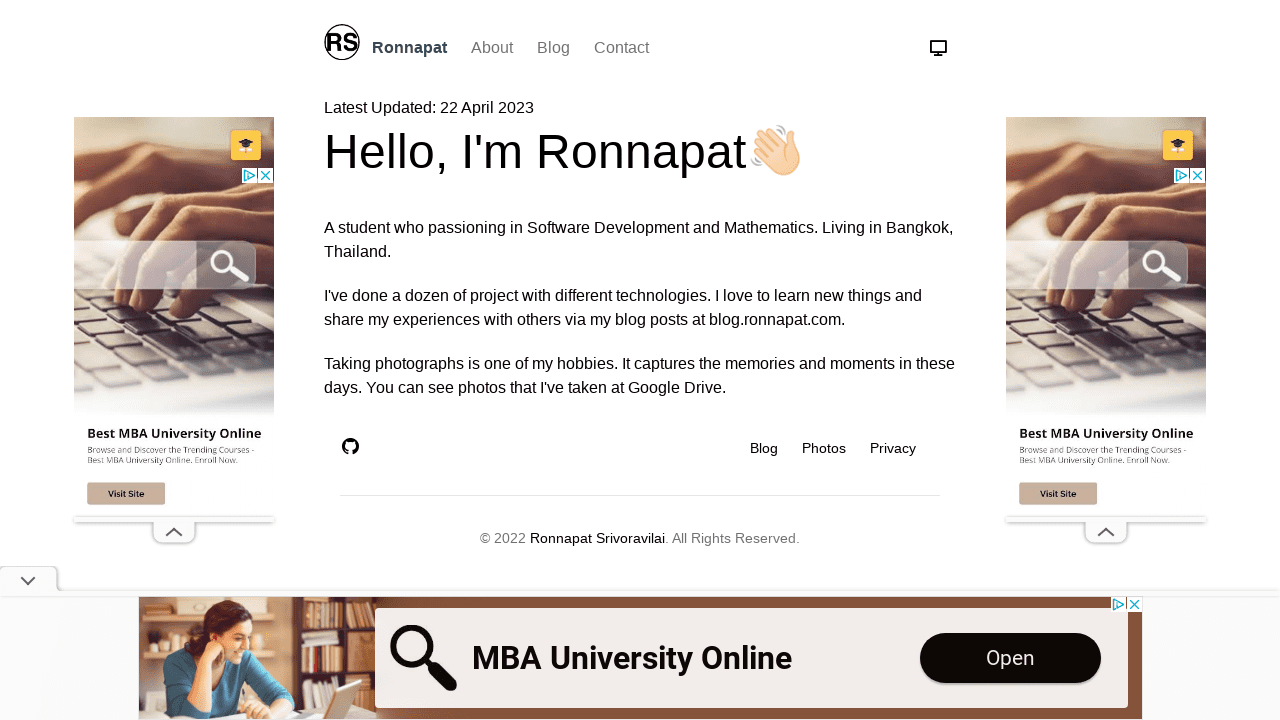 RS Ronnapat About Blog Contact
Latest Updated: 22 April 2023
Hello, I'm Ronnapat👋🏻
A student who passioning in Software Development and Mathematics. Living in Bangkok,
Thailand.
I've done a dozen of project with different technologies. I love to learn new things and
share my experiences with others via my blog posts at blog.ronnapat.com.
Taking photographs is one of my hobbies. It captures the memories and moments in these
days. You can see photos that I've taken at Google Drive.
Blog Photos Privacy
© 2022 Ronnapat Srivoravilai. All Rights Reserved.
Best MBA University Online
Browse and Discover the Trending Courses -
Best MBA University Online. Enroll Now.
Visit Site
Best MBA University Online
Browse and Discover the Trending Courses -
Best MBA University Online. Enroll Now.
Visit Site
MBA University Online
Open